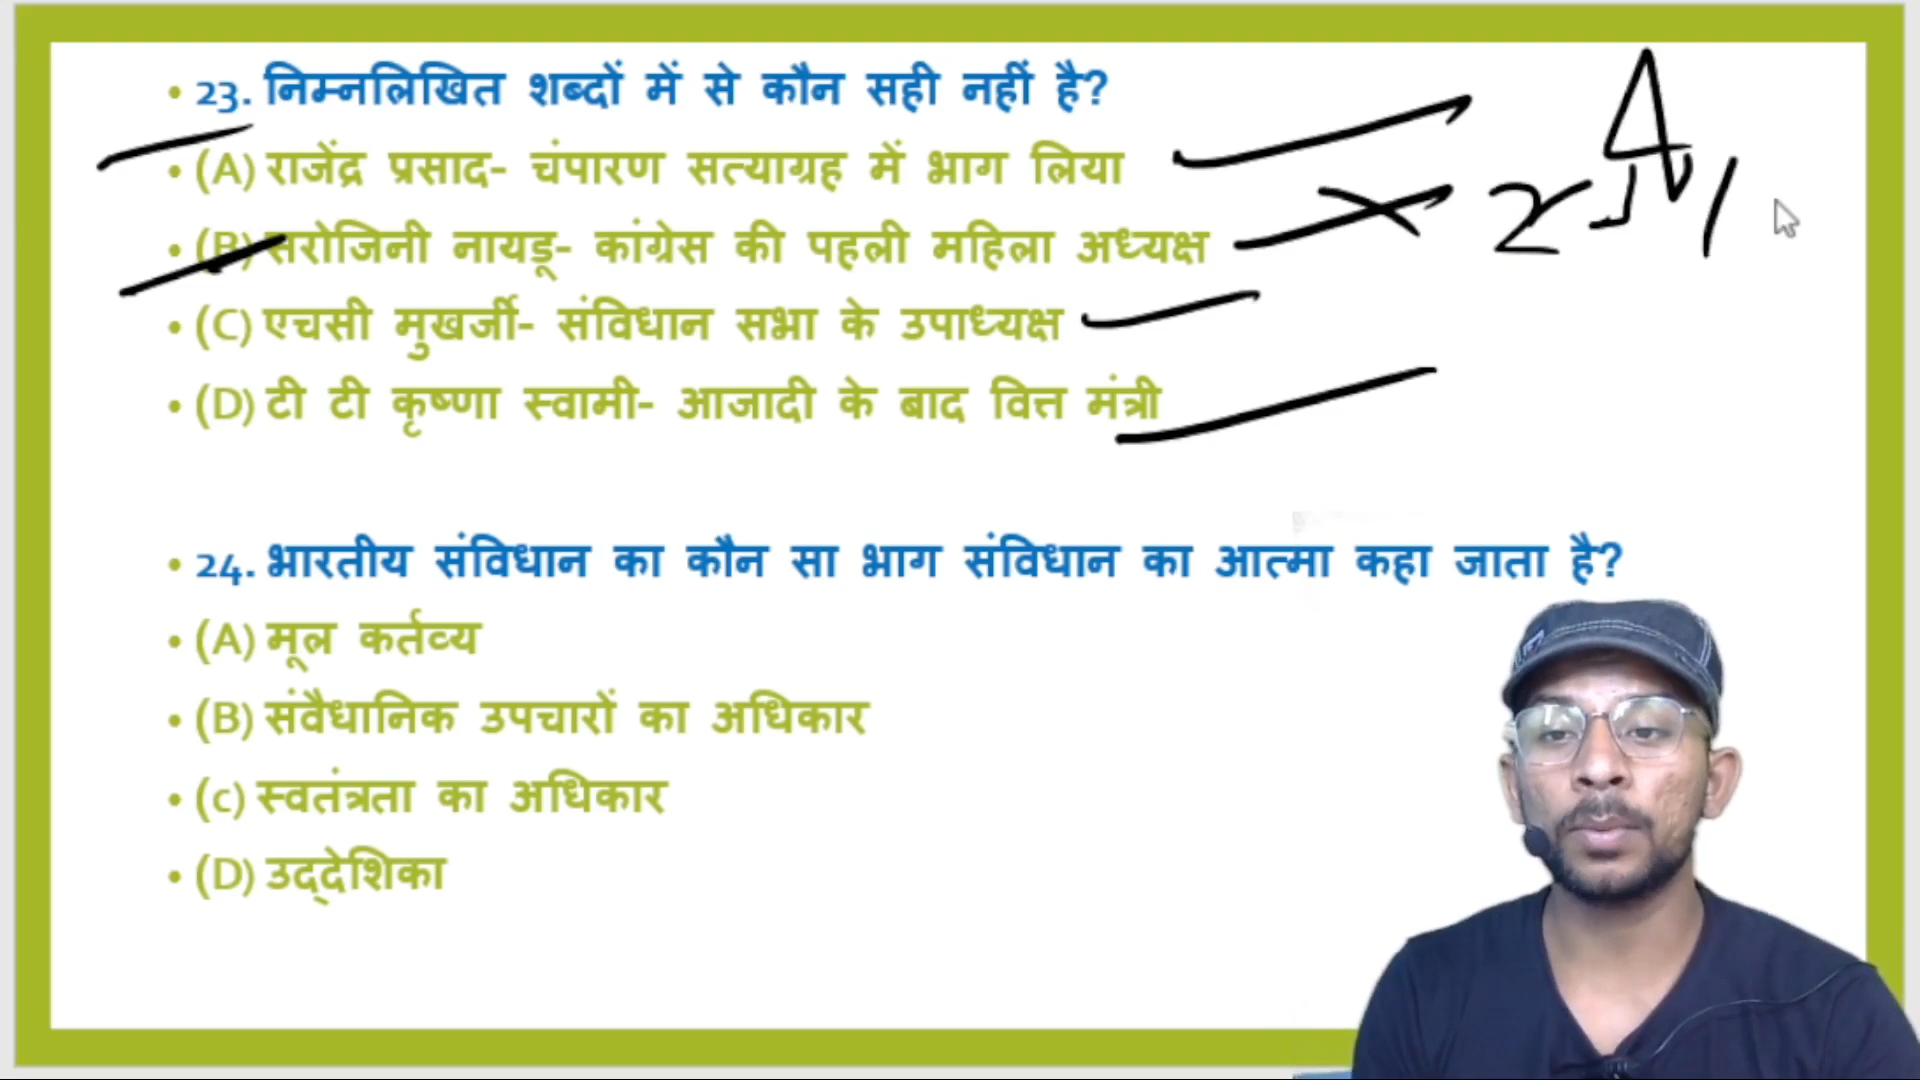 • 23. निम्नलिखित शब्दों में से कौन सही नहीं है?
• (A) राजेंद्र प्रसाद- चंपारण सत्याग्रह में भाग लिया
• (B) सरोजिनी नायडू- कांग्रेस की पहली महिला अध्यक्ष
• (C) एचसी मुखर्जी- संविधान सभा के उपाध्यक्ष
• (D) टी टी कृष्णा स्वामी- आजादी के बाद वित्त मंत्री
• 24. भारतीय संविधान का कौन सा भाग संविधान का आत्मा कहा जाता है?
• (A) मूल कर्तव्य
• (B) संवैधानिक उपचारों का अधिकार
• (c) स्वतंत्रता का अधिकार
• (D) उद्देशिका